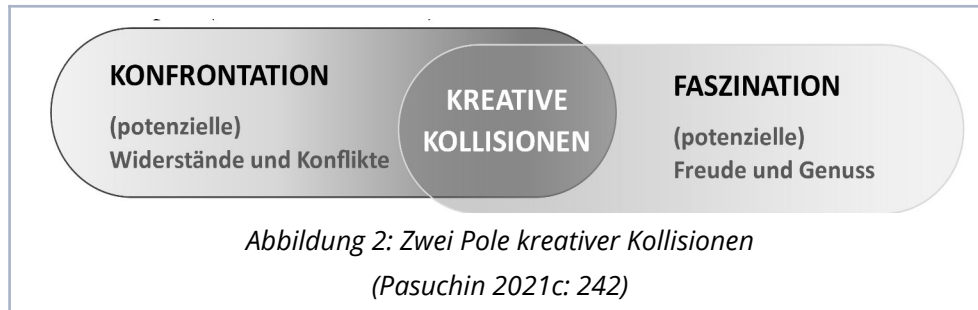 KONFRONTATION
(potenzielle)
Widerstände und Konflikte
KREATIVE
KOLLISIONEN
FASZINATION
(potenzielle)
Freude und Genuss
Abbildung 2: Zwei Pole kreativer Kollisionen
(Pasuchin 2021c: 242)